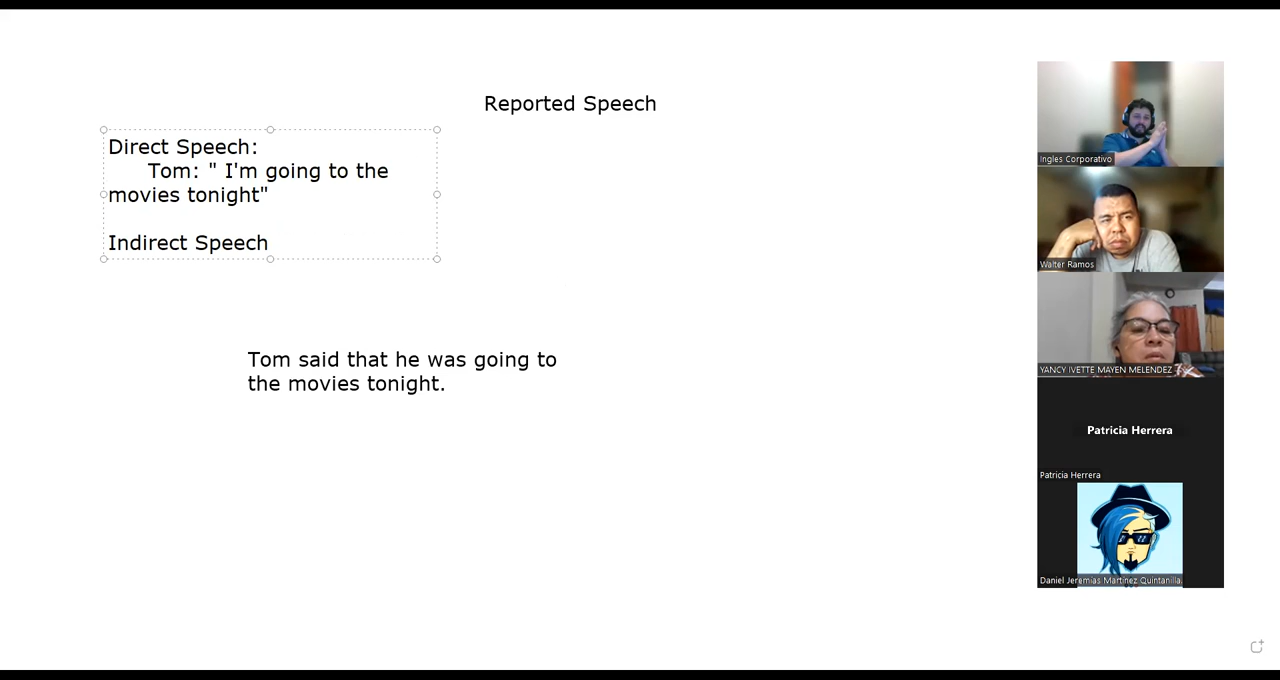 Reported Speech
Direct Speech:
Tom: " I'm going to the
movies tonight"
Indirect Speech
Tom said that he was going to
the movies tonight.
Ingles Corporativo
Walter Ramos
YANCY IVETTE MAYEN MELENDEZ
Patricia Herrera
Patricia Herrera
Daniel Jeremías Martinez Quintanilla